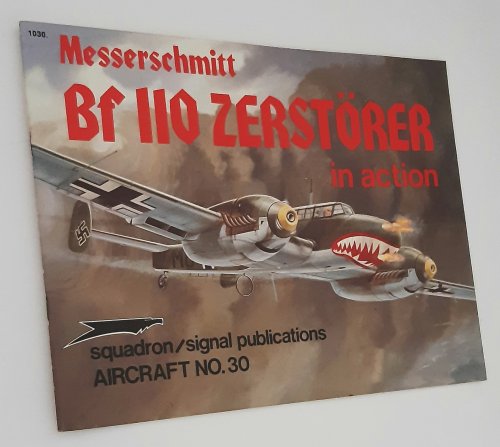 1030.
Messerschmitt
Bf 110 ZERSTÖRER
in action
squadron/signal publications
AIRCRAFT NO. 30